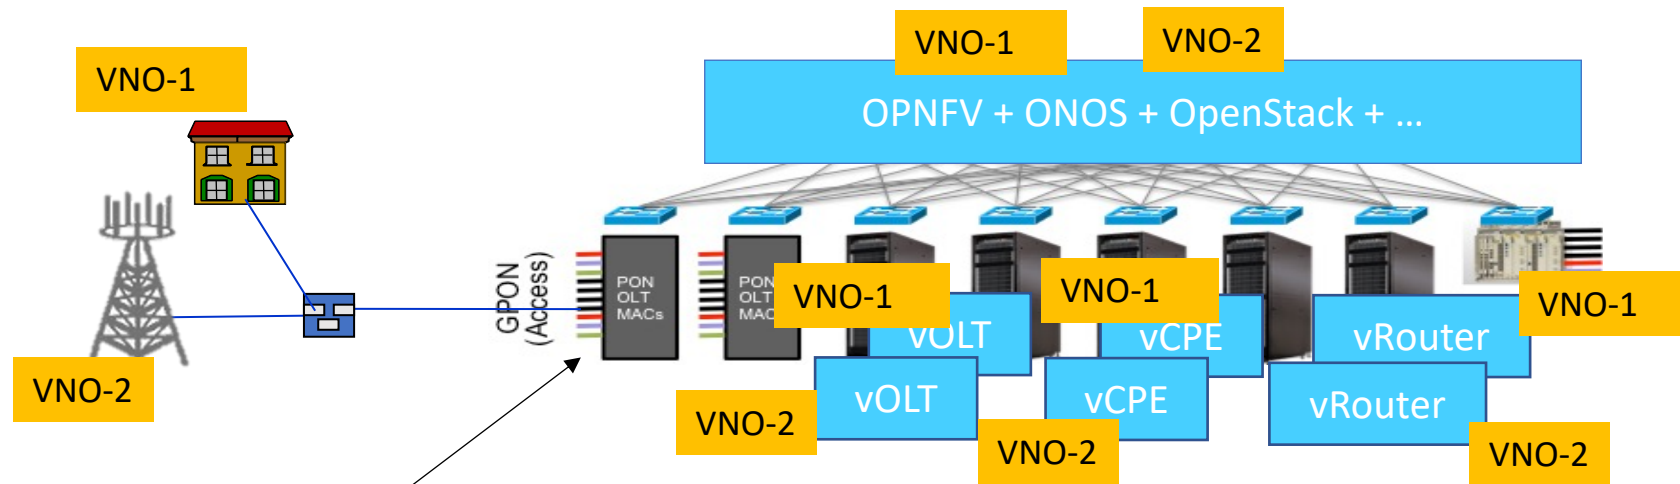 VNO-1
VNO-2
VNO-1
OPNFV + ONOS + OpenStack + ...
GPON
(Access)
PON
OLT
MACs
PON
OLT
MAC
VNO-1
VNO-1
VNO-1
vOLT
vCPE
vRouter
VNO-2
vOLT
vCPE
vRouter
VNO-2
VNO-2
VNO-2